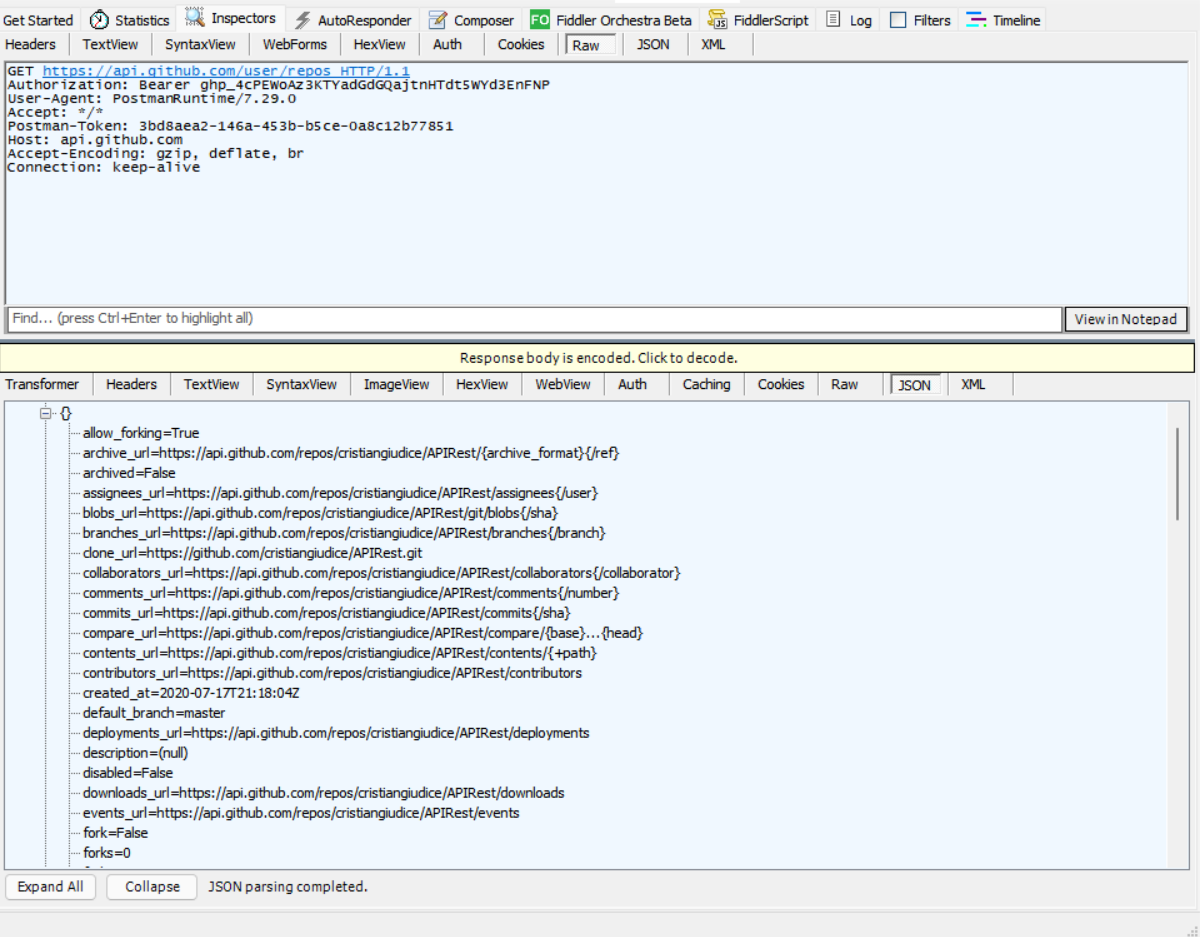 Get Started Statistics Inspectors AutoResponder Composer FO Fiddler Orchestra Beta FiddlerScript Log Filters Timeline
Headers TextView SyntaxView WebForms HexView Auth Cookies Raw JSON XML
GET https://api.github.com/user/repos HTTP/1.1
Authorization: Bearer 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
User-Agent: PostmanRuntime/7.29.0
Accept: */*
Postman-Token: 3bd8aea2-146a-453b-b5ce-0a8c12b77851
Host: api.github.com
Accept-Encoding: gzip, deflate, br
Connection: keep-alive
Find... (press Ctrl+Enter to highlight all) View in Notepad
Response body is encoded. Click to decode.
Transformer Headers TextView SyntaxView ImageView HexView WebView Auth Caching Cookies Raw JSON XML
{}
allow_forking=True
archive_url=https://api.github.com/repos/cristiangiudice/APIRest/{archive_format}{/ref}
archived=False
assignees_url=https://api.github.com/repos/cristiangiudice/APIRest/assignees{/user}
blobs_url=https://api.github.com/repos/cristiangiudice/APIRest/git/blobs{/sha}
branches_url=https://api.github.com/repos/cristiangiudice/APIRest/branches{/branch}
clone_url=https://github.com/cristiangiudice/APIRest.git
collaborators_url=https://api.github.com/repos/cristiangiudice/APIRest/collaborators{/collaborator}
comments_url=https://api.github.com/repos/cristiangiudice/APIRest/comments{/number}
commits_url=https://api.github.com/repos/cristiangiudice/APIRest/commits{/sha}
compare_url=https://api.github.com/repos/cristiangiudice/APIRest/compare/{base}...{head}
contents_url=https://api.github.com/repos/cristiangiudice/APIRest/contents/{+path}
contributors_url=https://api.github.com/repos/cristiangiudice/APIRest/contributors
created_at=2020-07-17T21:18:04Z
default_branch=master
deployments_url=https://api.github.com/repos/cristiangiudice/APIRest/deployments
description=(null)
disabled=False
downloads_url=https://api.github.com/repos/cristiangiudice/APIRest/downloads
events_url=https://api.github.com/repos/cristiangiudice/APIRest/events
fork=False
forks=0
Expand All Collapse JSON parsing completed.